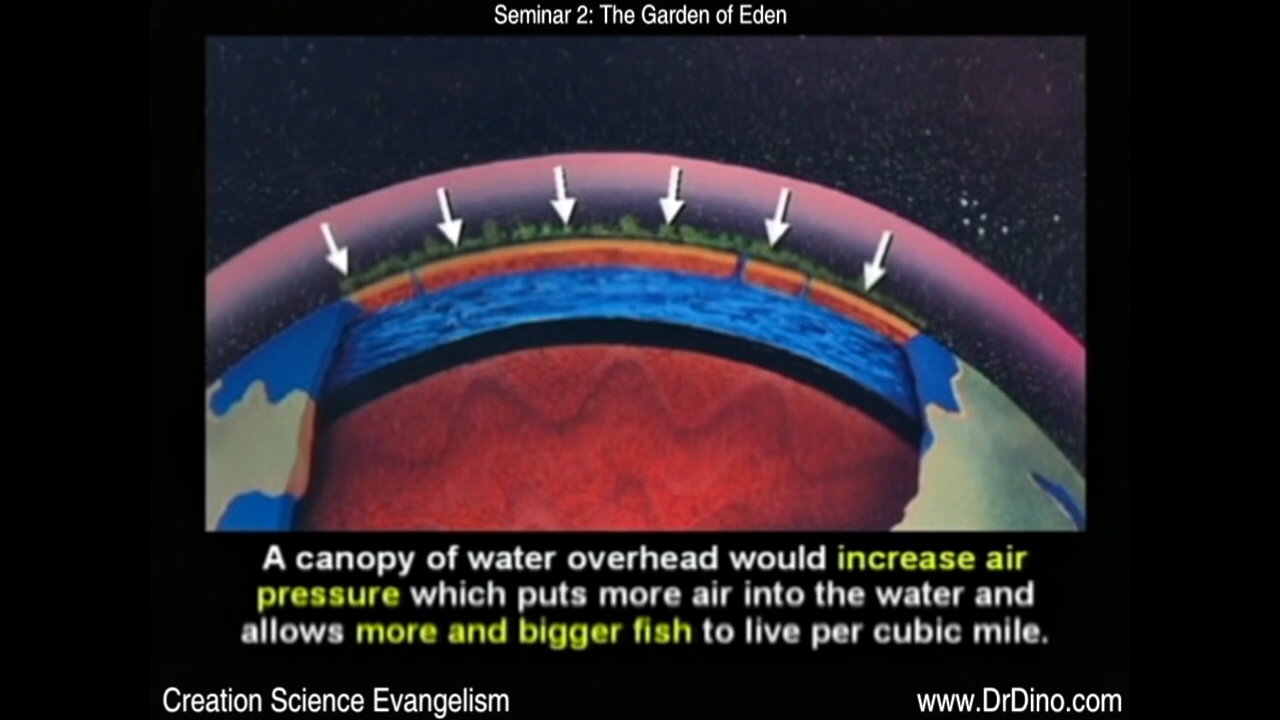 Seminar 2: The Garden of Eden
A canopy of water overhead would increase air
pressure which puts more air into the water and
allows more and bigger fish to live per cubic mile.
Creation Science Evangelism
www.DrDino.com